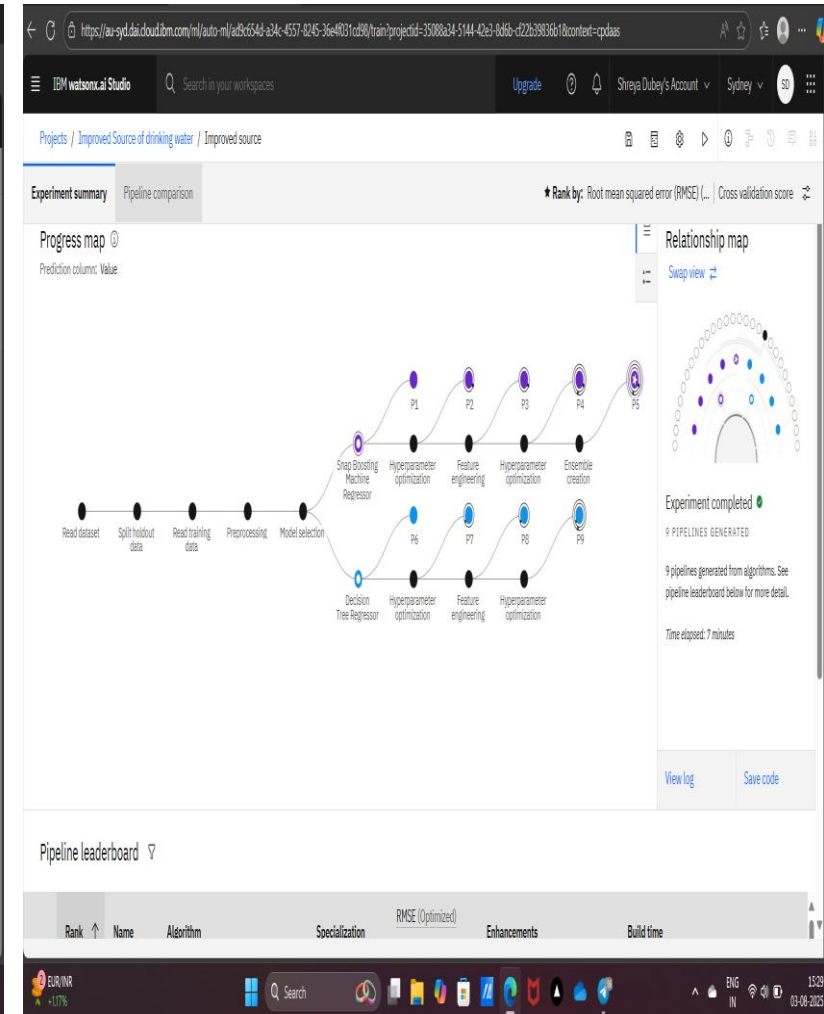 https://au-syd.dai.cloud.ibm.com/ml/auto-ml/ad9c654d-a34c-4557-8245-36e4f031cd98/train?projectid=35088a34-5144-42e3-8d6b-cf22b39836b1&context=cpdaas
IBM watsonx.ai Studio
Search in your workspaces
Upgrade
Shreya Dubey's Account
Sydney
SD
Projects / Improved Source of drinking water / Improved source
Experiment summary
Pipeline comparison
★ Rank by: Root mean squared error (RMSE) (... | Cross validation score
Progress map
Prediction column: Value
Relationship map
Swap view
P1
P2
P3
P4
P5
Snap Boosting
Machine
Regressor
Hyperparameter
optimization
Feature
engineering
Hyperparameter
optimization
Ensemble
creation
Read dataset
Split holdout
data
Read training
data
Preprocessing
Model selection
P6
P7
P8
P9
Decision
Tree Regressor
Hyperparameter
optimization
Feature
engineering
Hyperparameter
optimization
Experiment completed
9 PIPELINES GENERATED
9 pipelines generated from algorithms. See
pipeline leaderboard below for more detail.
Time elapsed: 7 minutes
View log
Save code
Pipeline leaderboard
Rank ↑ Name Algorithm Specialization RMSE (Optimized) Enhancements Build time
2
EUR/INR
+1.17%
Search
ENG
IN
15:29
03-08-2025